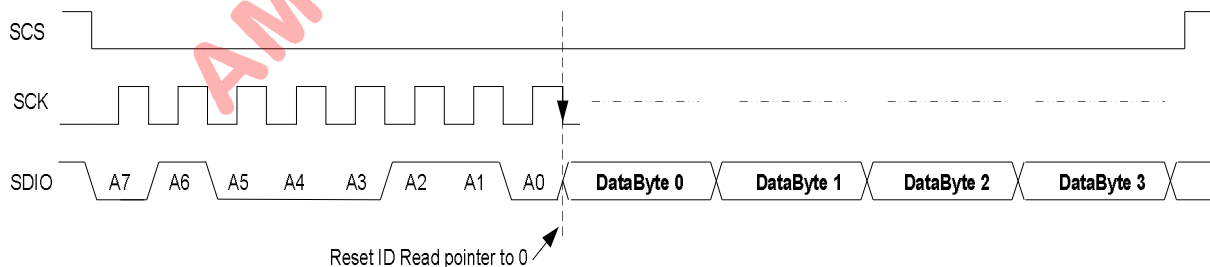 AM
SCS
SCK
SDIO A7 A6 A5 A4 A3 A2 A1 A0 DataByte 0 DataByte 1 DataByte 2 DataByte 3
Reset ID Read pointer to 0